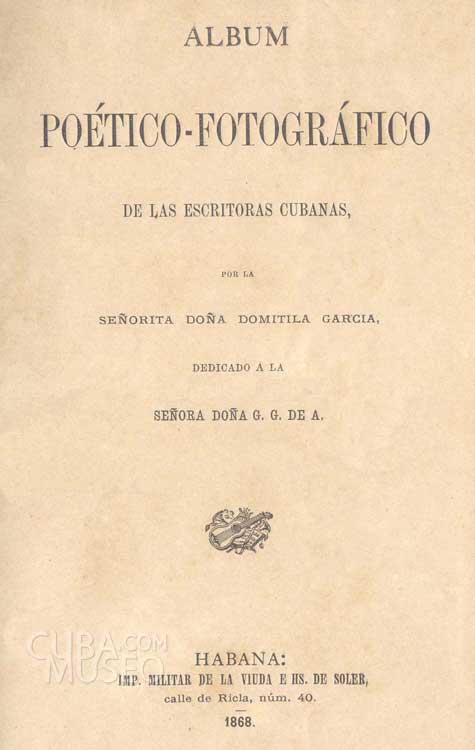 ALBUM
POÉTICO-FOTOGRÁFICO
DE LAS ESCRITORAS CUBANAS,
POR LA
SEÑORITA DOÑA DOMITILA GARCIA,
DEDICADO A LA
SEÑORA DOÑA G. G. DE A.
CUBA.COM
MUSEO
HABANA:
IMP. MILITAR DE LA VIUDA E HS. DE SOLER,
calle de Ricla, núm. 40.
1868.